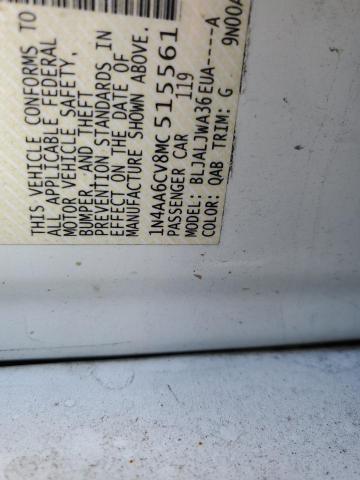 THIS VEHICLE CONFORMS TO
ALL APPLICABLE FEDERAL
MOTOR VEHICLE SAFETY,
BUMPER, AND THEFT
PREVENTION STANDARDS IN
EFFECT ON THE DATE OF
MANUFACTURE SHOWN ABOVE.
1N4AA6CV8MC515561
PASSENGER CAR 119
MODEL: BLJALJWA36EUA----A
COLOR: QAB TRIM: G 9N00A